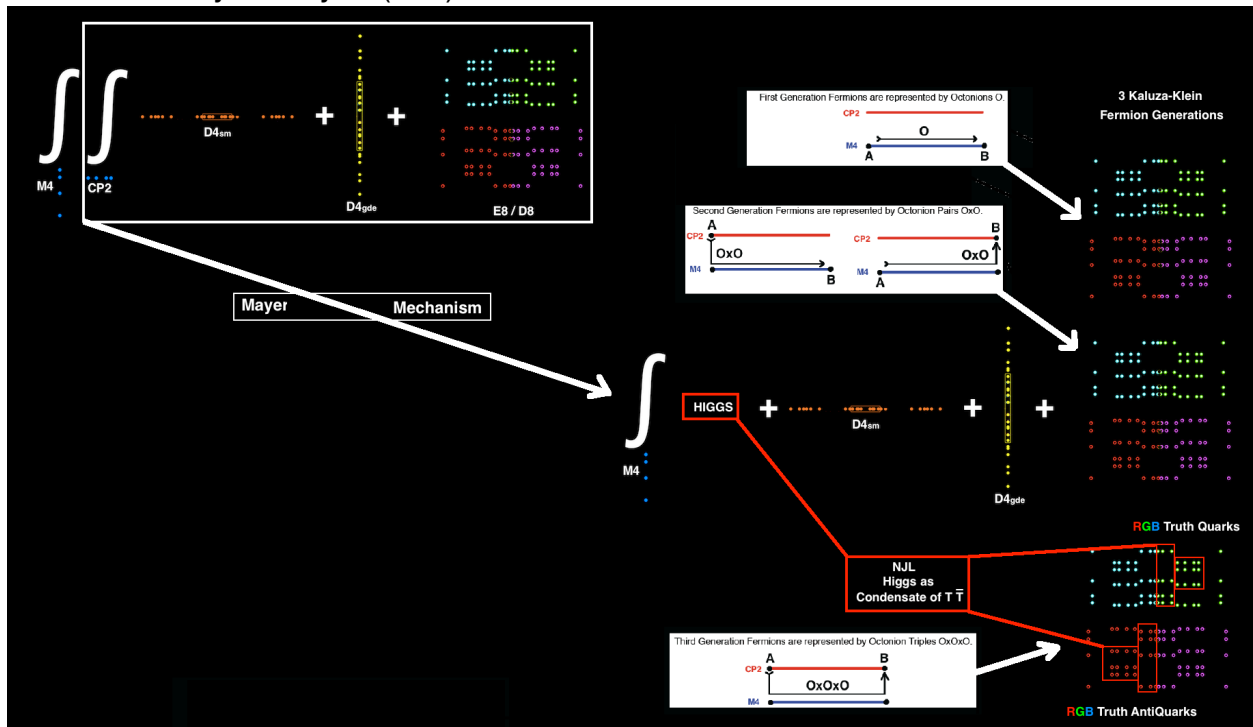 M4
CP2
D4sm
+
D4gde
+
E8 / D8
Mayer Mechanism
First Generation Fermions are represented by Octonions O.
CP2
O
M4
A B
3 Kaluza-Klein
Fermion Generations
Second Generation Fermions are represented by Octonion Pairs OxO.
A
CP2
OxO
M4
B
B
CP2
OxO
M4
A
∫
M4
HIGGS
+
D4sm
+
D4gde
+
NJL
Higgs as
Condensate of T T̅
RGB Truth Quarks
Third Generation Fermions are represented by Octonion Triples OxOxO.
A B
CP2
OxOxO
M4
RGB Truth AntiQuarks